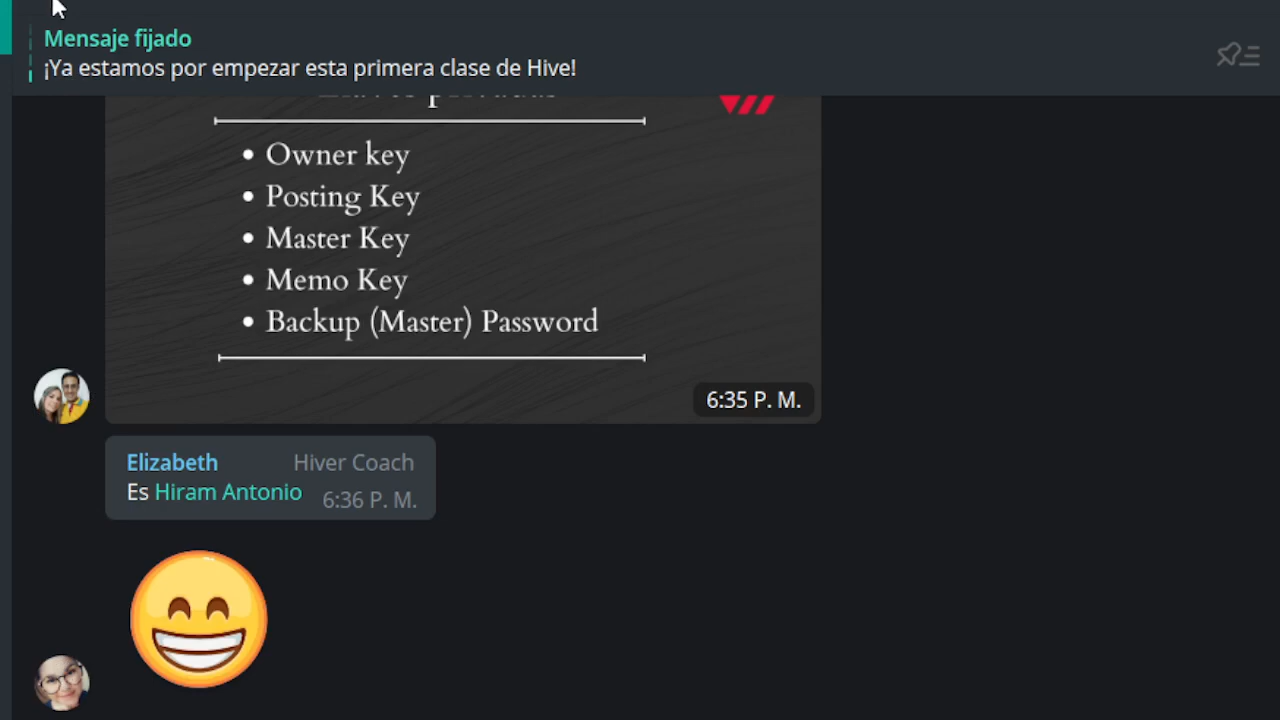 Mensaje fijado
¡Ya estamos por empezar esta primera clase de Hive!
• Owner key
• Posting Key
• Master Key
• Memo Key
• Backup (Master) Password
6:35 P. M.
Elizabeth Hiver Coach
Es Hiram Antonio 6:36 P. M.